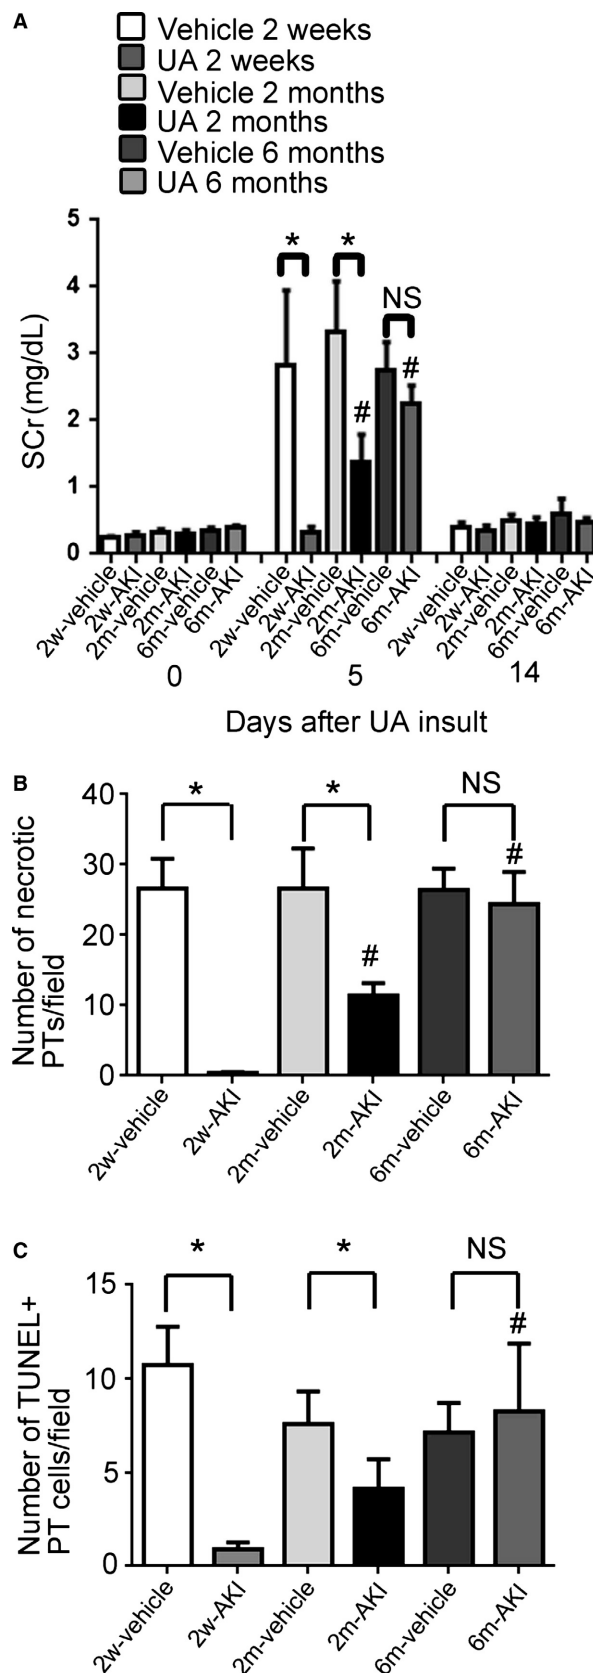 A
Vehicle 2 weeks
UA 2 weeks
Vehicle 2 months
UA 2 months
Vehicle 6 months
UA 6 months
5
4
3
2
1
0
SCr (mg/dL)
* * NS
# #
2w-vehicle 2w-AKI 2m-vehicle 2m-AKI 6m-vehicle 6m-AKI 2w-vehicle 2w-AKI 2m-vehicle 2m-AKI 6m-vehicle 6m-AKI 2w-vehicle 2w-AKI 2m-vehicle 2m-AKI 6m-vehicle 6m-AKI
0 5 14
Days after UA insult
B
40
30
20
10
0
Number of necrotic
PTs/field
* * NS
# #
2w-vehicle 2w-AKI 2m-vehicle 2m-AKI 6m-vehicle 6m-AKI
C
15
10
5
0
Number of TUNEL+
PT cells/field
* * NS
#
2w-vehicle 2w-AKI 2m-vehicle 2m-AKI 6m-vehicle 6m-AKI